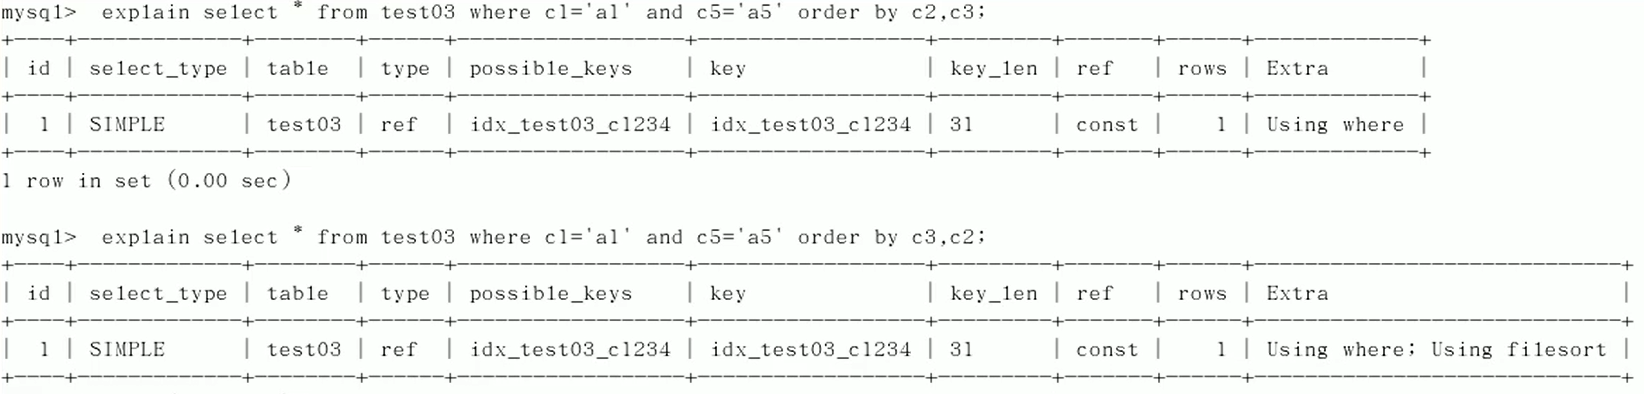 mysql>  explain select * from test03 where c1='a1' and c5='a5' order by c2,c3;
+----+-------------+--------+------+-----------------+-----------------+---------+-------+------+-------------+
| id | select_type | table  | type | possible_keys   | key             | key_len | ref   | rows | Extra       |
+----+-------------+--------+------+-----------------+-----------------+---------+-------+------+-------------+
|  1 | SIMPLE      | test03 | ref  | idx_test03_c1234 | idx_test03_c1234 | 31      | const |    1 | Using where |
+----+-------------+--------+------+-----------------+-----------------+---------+-------+------+-------------+
1 row in set (0.00 sec)
mysql>  explain select * from test03 where c1='a1' and c5='a5' order by c3,c2;
+----+-------------+--------+------+-----------------+-----------------+---------+-------+------+-----------------------------+
| id | select_type | table  | type | possible_keys   | key             | key_len | ref   | rows | Extra                       |
+----+-------------+--------+------+-----------------+-----------------+---------+-------+------+-----------------------------+
|  1 | SIMPLE      | test03 | ref  | idx_test03_c1234 | idx_test03_c1234 | 31      | const |    1 | Using where; Using filesort |
+----+-------------+--------+------+-----------------+-----------------+---------+-------+------+-----------------------------+